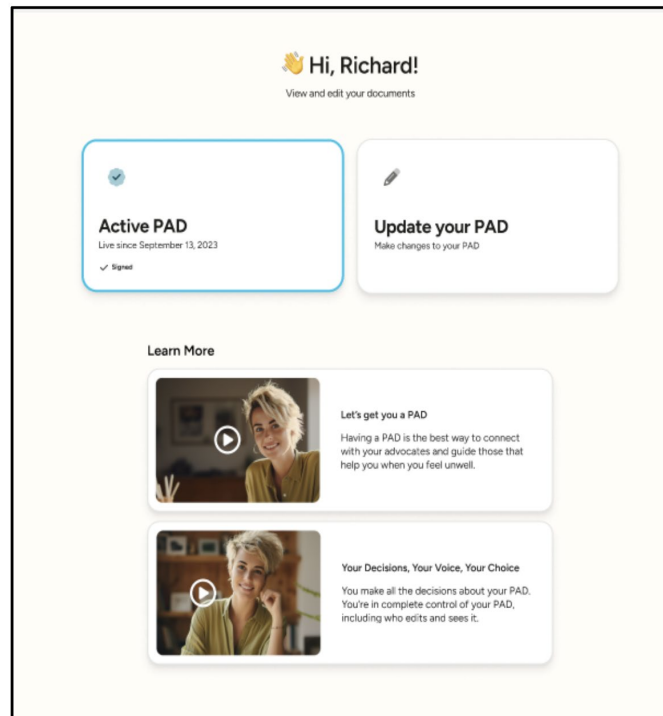 Hi, Richard!
View and edit your documents
Active PAD
Live since September 13, 2023
Signed
Update your PAD
Make changes to your PAD
Learn More
Let's get you a PAD
Having a PAD is the best way to connect
with your advocates and guide those that
help you when you feel unwell.
Your Decisions, Your Voice, Your Choice
You make all the decisions about your PAD.
You're in complete control of your PAD,
including who edits and sees it.